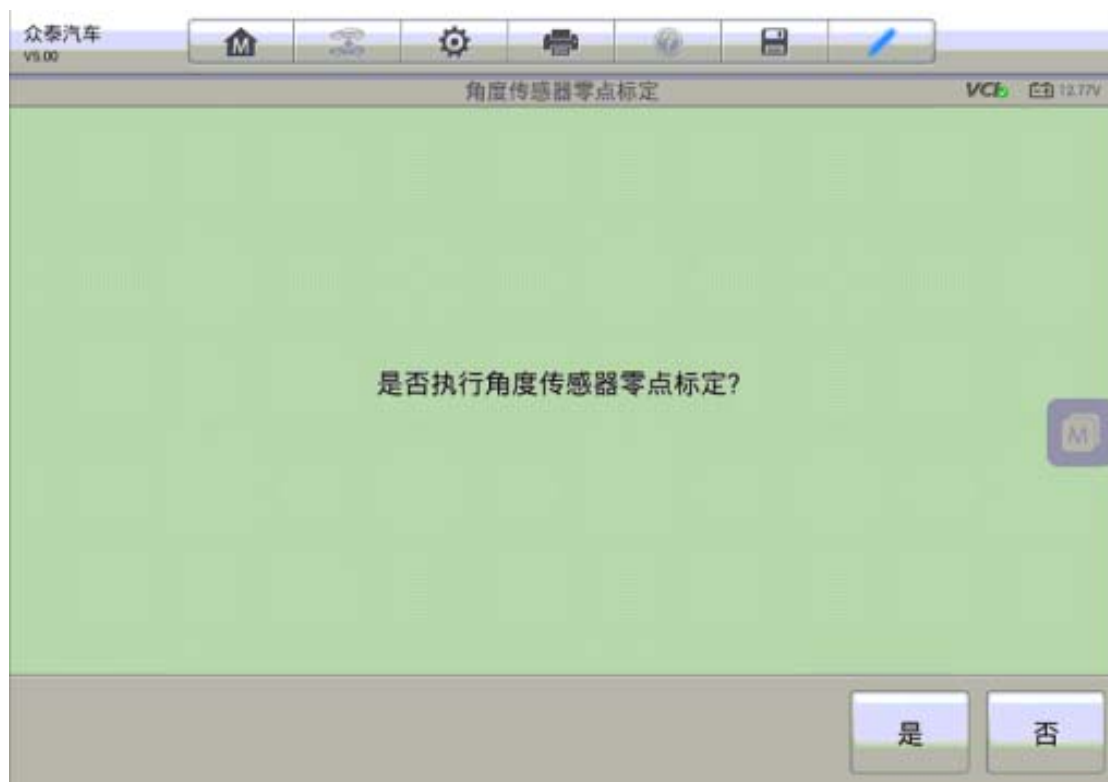 众泰汽车
V5.00
角度传感器零点标定
VCI
12.77V
是否执行角度传感器零点标定?
M
是
否